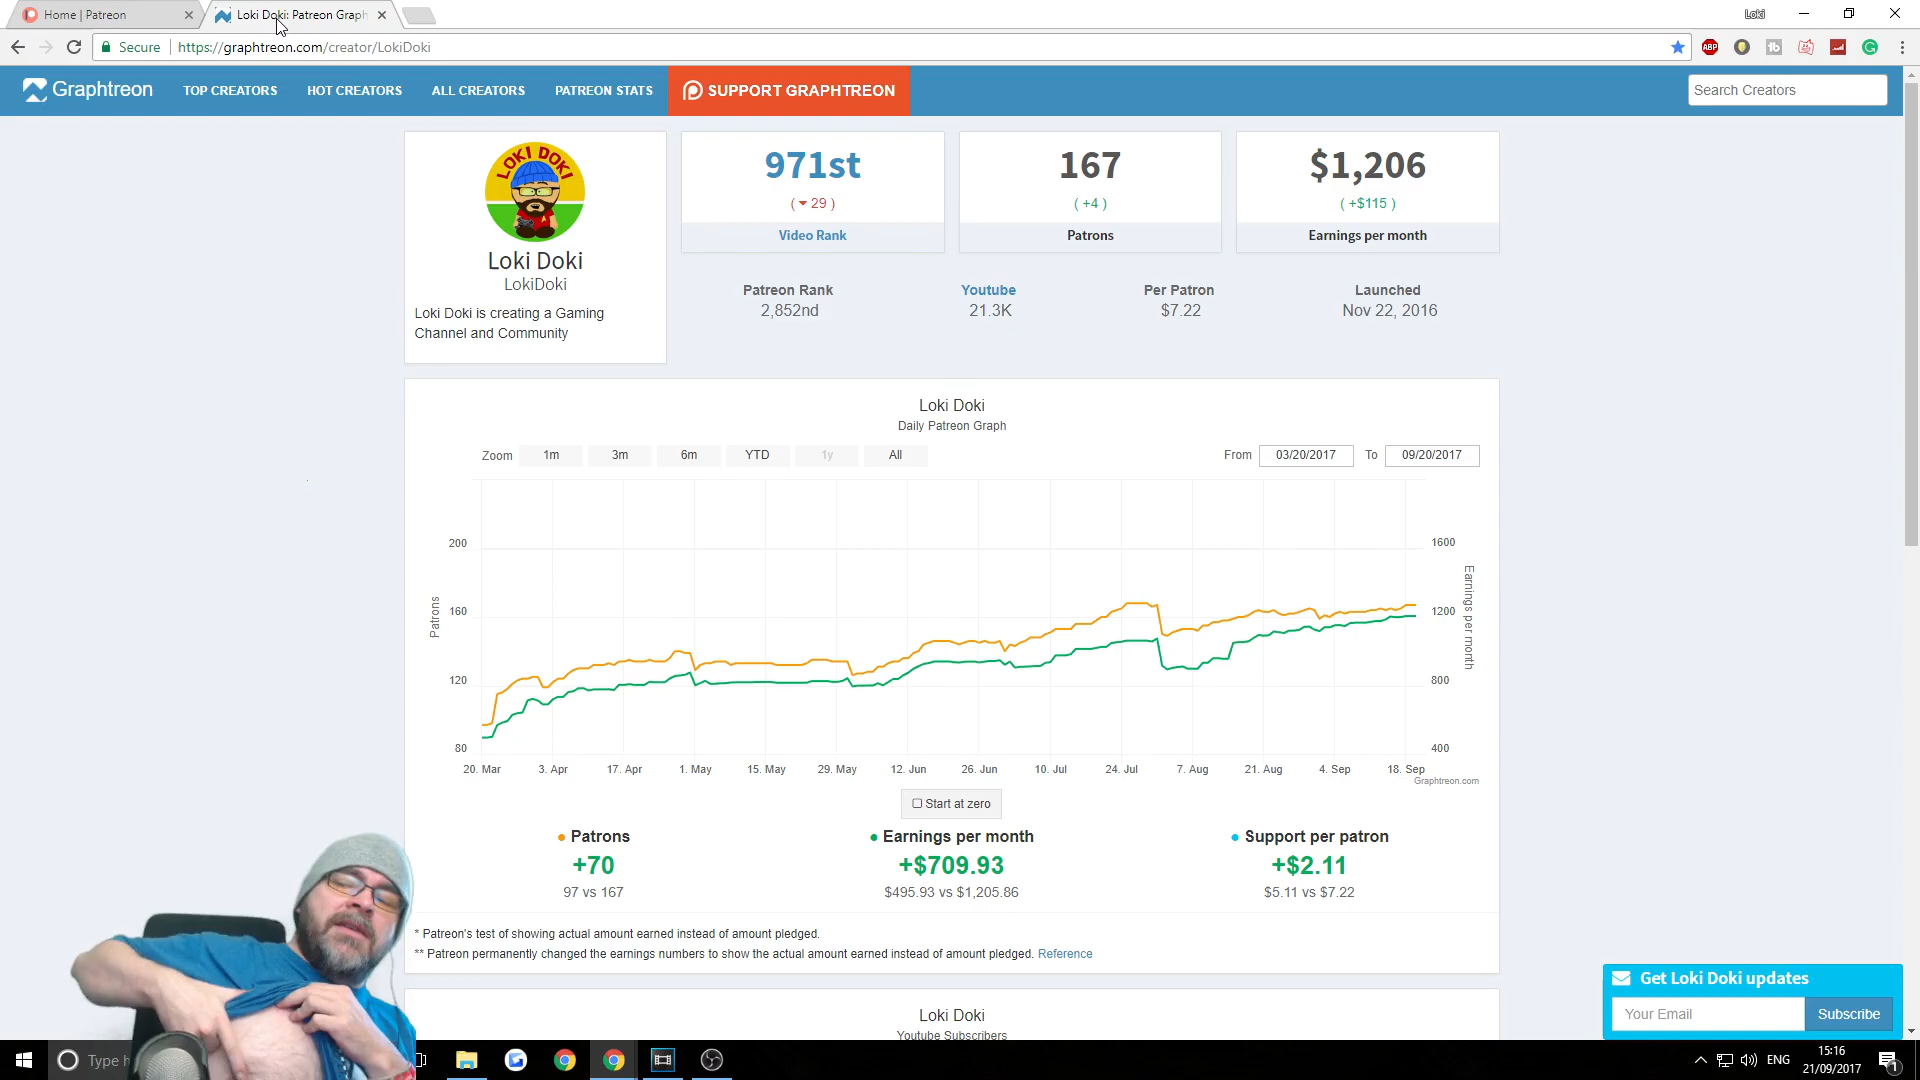 Home | Patreon
Loki Doki: Patreon Graph
Loki
Secure
https://graphtreon.com/creator/LokiDoki
ABP
Graphtreon
TOP CREATORS
HOT CREATORS
ALL CREATORS
PATREON STATS
SUPPORT GRAPHTREON
Search Creators
LOKI DOKI
Loki Doki
LokiDoki
Loki Doki is creating a Gaming
Channel and Community
971st
( 29 )
Video Rank
167
( +4 )
Patrons
$1,206
( +$115 )
Earnings per month
Patreon Rank
2,852nd
Youtube
21.3K
Per Patron
$7.22
Launched
Nov 22, 2016
Loki Doki
Daily Patreon Graph
Zoom
1m
3m
6m
YTD
1y
All
From
03/20/2017
To
09/20/2017
Patrons
200
160
120
80
1600
1200
800
400
Earnings per month
20. Mar
3. Apr
17. Apr
1. May
15. May
29. May
12. Jun
26. Jun
10. Jul
24. Jul
7. Aug
21. Aug
4. Sep
18. Sep
Graphtreon.com
Start at zero
Patrons
+70
97 vs 167
Earnings per month
+$709.93
$495.93 vs $1,205.86
Support per patron
+$2.11
$5.11 vs $7.22
* Patreon's test of showing actual amount earned instead of amount pledged.
** Patreon permanently changed the earnings numbers to show the actual amount earned instead of amount pledged. Reference
Loki Doki
Youtube Subscribers
Get Loki Doki updates
Your Email
Subscribe
Type
ENG
15:16
21/09/2017
1